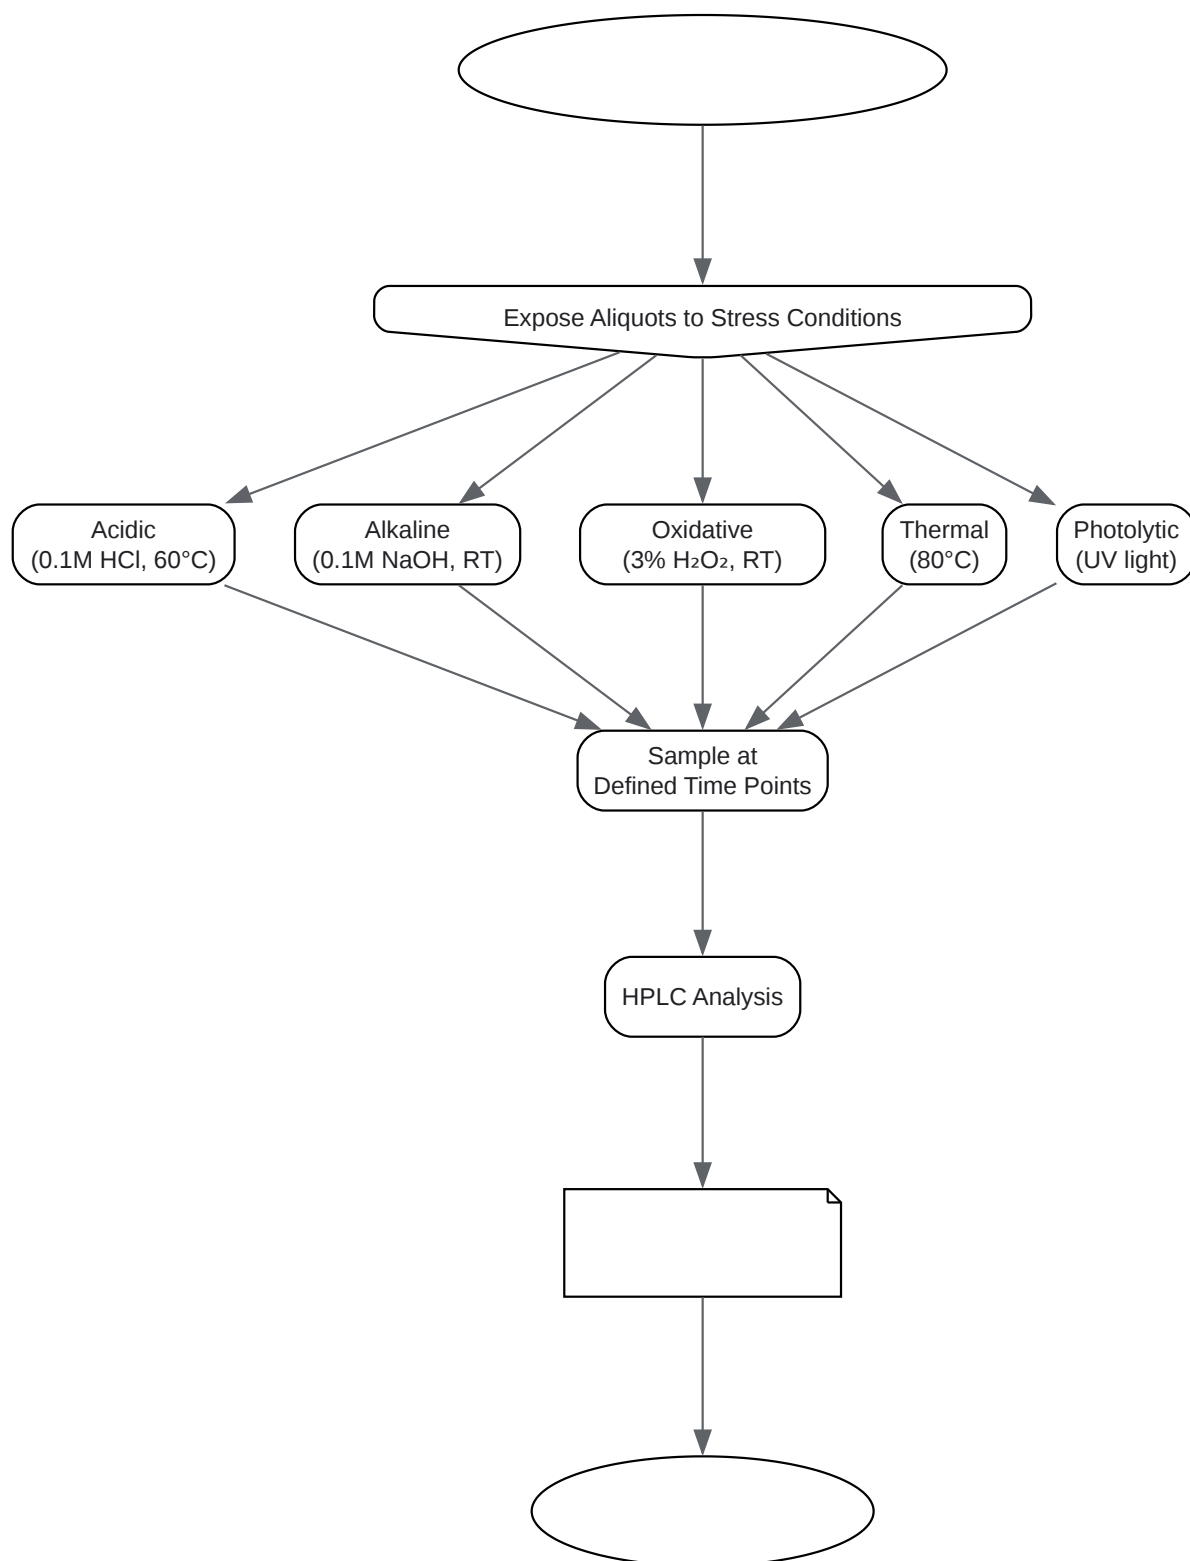 Expose Aliquots to Stress Conditions
Acidic
(0.1M HCl, 60°C)
Alkaline
(0.1M NaOH, RT)
Oxidative
(3% H₂O₂, RT)
Thermal
(80°C)
Photolytic
(UV light)
Sample at
Defined Time Points
HPLC Analysis